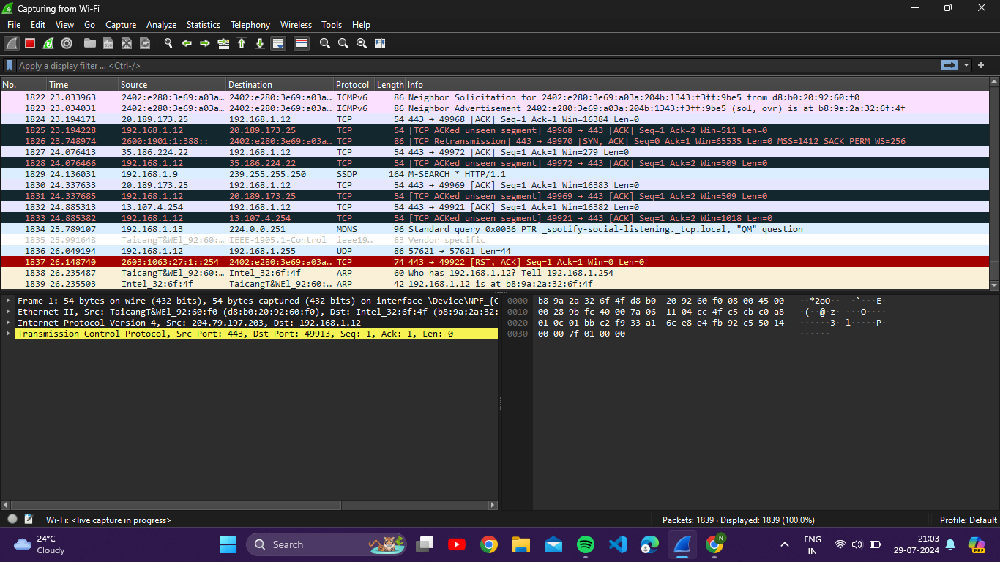 Capturing from Wi-Fi
File Edit View Go Capture Analyze Statistics Telephony Wireless Tools Help
Apply a display filter ... <Ctrl-/>
No. Time Source Destination Protocol Length Info
1822 23.033963 2402:e280:3e69:a03a… 2402:e280:3e69:a03a… ICMPv6 86 Neighbor Solicitation for 2402:e280:3e69:a03a:204b:1343:f3ff:9be5 from d8:b0:20:92:60:f0
1823 23.034031 2402:e280:3e69:a03a… 2402:e280:3e69:a03a… ICMPv6 86 Neighbor Advertisement 2402:e280:3e69:a03a:204b:1343:f3ff:9be5 (sol, ovr) is at b8:9a:2a:32:6f:4f
1824 23.194171 20.189.173.25 192.168.1.12 TCP 54 443 → 49968 [ACK] Seq=1 Ack=1 Win=16384 Len=0
1825 23.194228 192.168.1.12 20.189.173.25 TCP 54 [TCP ACKed unseen segment] 49968 → 443 [ACK] Seq=1 Ack=2 Win=511 Len=0
1826 23.748974 2600:1901:1:388:: 2402:e280:3e69:a03a… TCP 86 [TCP Retransmission] 443 → 49970 [SYN, ACK] Seq=0 Ack=1 Win=65535 Len=0 MSS=1412 SACK_PERM WS=256
1827 24.076413 35.186.224.22 192.168.1.12 TCP 54 443 → 49972 [ACK] Seq=1 Ack=1 Win=279 Len=0
1828 24.076466 192.168.1.12 35.186.224.22 TCP 54 [TCP ACKed unseen segment] 49972 → 443 [ACK] Seq=1 Ack=2 Win=509 Len=0
1829 24.136031 192.168.1.9 239.255.255.250 SSDP 164 M-SEARCH * HTTP/1.1
1830 24.337633 20.189.173.25 192.168.1.12 TCP 54 443 → 49969 [ACK] Seq=1 Ack=1 Win=16383 Len=0
1831 24.337685 192.168.1.12 20.189.173.25 TCP 54 [TCP ACKed unseen segment] 49969 → 443 [ACK] Seq=1 Ack=2 Win=509 Len=0
1832 24.885313 13.107.4.254 192.168.1.12 TCP 54 443 → 49921 [ACK] Seq=1 Ack=1 Win=16382 Len=0
1833 24.885382 192.168.1.12 13.107.4.254 TCP 54 [TCP ACKed unseen segment] 49921 → 443 [ACK] Seq=1 Ack=2 Win=1018 Len=0
1834 25.789107 192.168.1.13 224.0.0.251 MDNS 96 Standard query 0x0036 PTR _spotify-social-listening._tcp.local, "QM" question
1835 25.991648 TaicangT&WEl_92:60:… IEEE-1905.1-Control ieee19… 63 Vendor specific
1836 26.049194 192.168.1.12 192.168.1.255 UDP 86 57621 → 57621 Len=44
1837 26.148740 2603:1063:27:1::254 2402:e280:3e69:a03a… TCP 74 443 → 49922 [RST, ACK] Seq=1 Ack=1 Win=0 Len=0
1838 26.235487 TaicangT&WEl_92:60:… Intel_32:6f:4f ARP 60 Who has 192.168.1.12? Tell 192.168.1.254
1839 26.235503 Intel_32:6f:4f TaicangT&WEl_92:60:… ARP 42 192.168.1.12 is at b8:9a:2a:32:6f:4f
Frame 1: 54 bytes on wire (432 bits), 54 bytes captured (432 bits) on interface \Device\NPF_{C
Ethernet II, Src: TaicangT&WEl_92:60:f0 (d8:b0:20:92:60:f0), Dst: Intel_32:6f:4f (b8:9a:2a:32:
Internet Protocol Version 4, Src: 204.79.197.203, Dst: 192.168.1.12
Transmission Control Protocol, Src Port: 443, Dst Port: 49913, Seq: 1, Ack: 1, Len: 0
0000 b8 9a 2a 32 6f 4f d8 b0 20 92 60 f0 08 00 45 00 ··*2oO·· ·`···E·
0010 00 28 9b fc 40 00 7a 06 11 04 cc 4f c5 cb c0 a8 ·(··@·z· ···O····
0020 01 0c 01 bb c2 f9 33 a1 6c e8 e4 fb 92 c5 50 14 ······3· l·····P·
0030 00 00 7f 01 00 00 ······
Wi-Fi: <live capture in progress>
Packets: 1839 · Displayed: 1839 (100.0%)
Profile: Default
24°C
Cloudy
Search
N
ENG
IN
21:03
29-07-2024
PRE